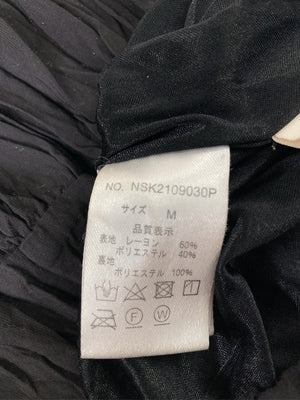 NO. NSK2109030P
サイズ M
品質表示
表地 レーヨン 60%
ポリエステル 40%
裏地
ポリエステル 100%
F W